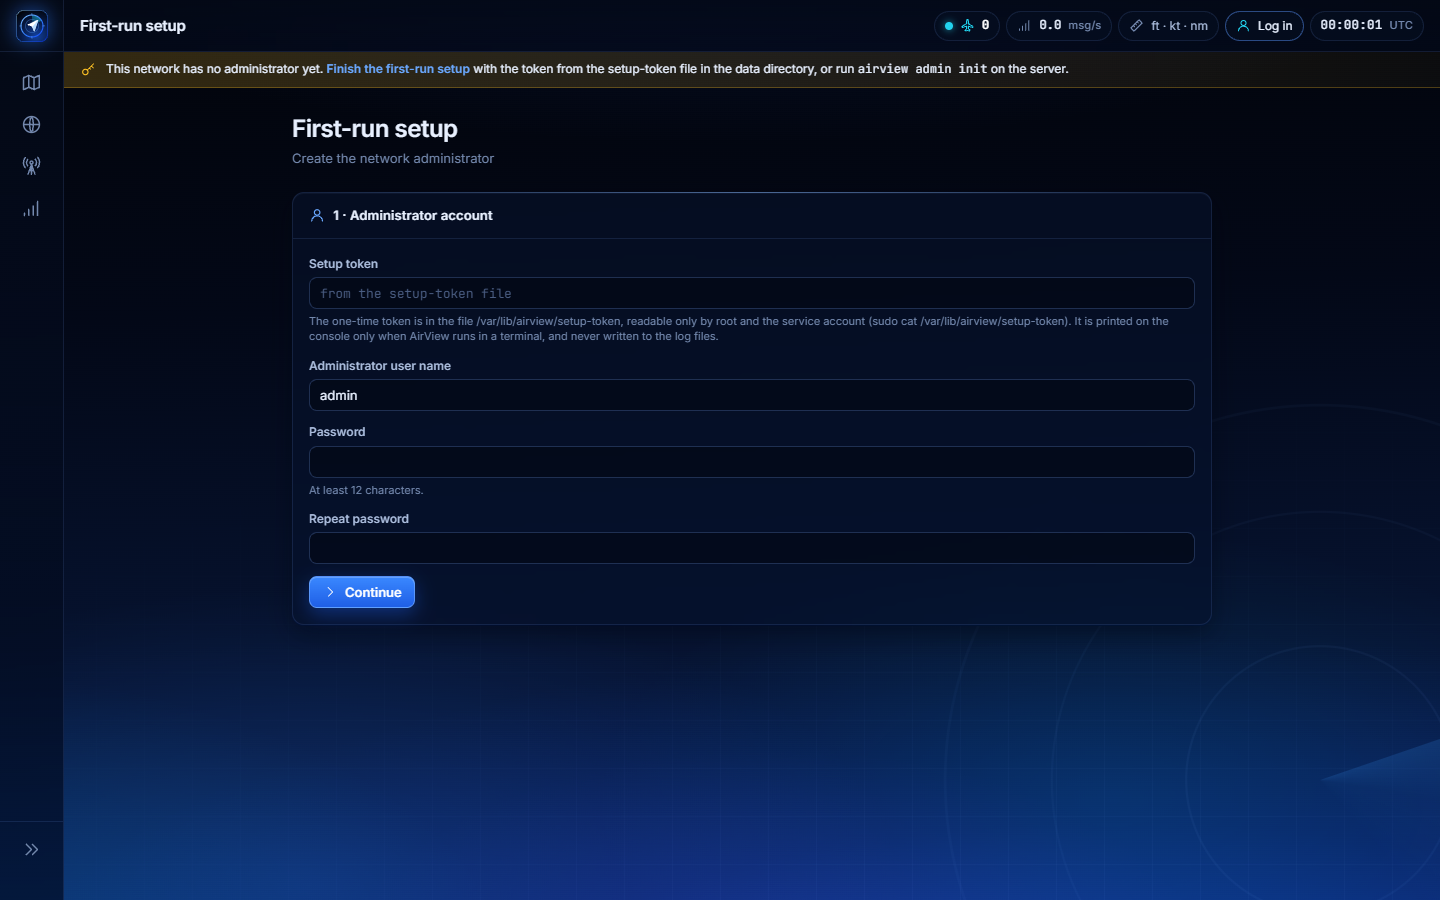 First-run setup
0
0.0 msg/s
ft · kt · nm
Log in
00:00:01 UTC
This network has no administrator yet. Finish the first-run setup with the token from the setup-token file in the data directory, or run airview admin init on the server.
First-run setup
Create the network administrator
1 · Administrator account
Setup token
from the setup-token file
The one-time token is in the file /var/lib/airview/setup-token, readable only by root and the service account (sudo cat /var/lib/airview/setup-token). It is printed on the
console only when AirView runs in a terminal, and never written to the log files.
Administrator user name
admin
Password
At least 12 characters.
Repeat password
Continue